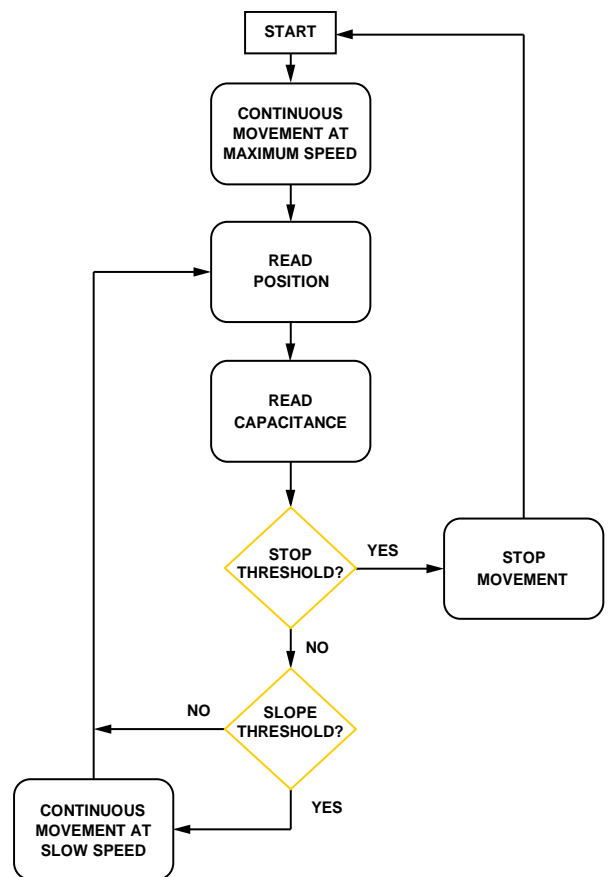 START
CONTINUOUS
MOVEMENT AT
MAXIMUM SPEED
READ
POSITION
READ
CAPACITANCE
STOP
THRESHOLD?
YES
STOP
MOVEMENT
NO
SLOPE
THRESHOLD?
NO
YES
CONTINUOUS
MOVEMENT AT
SLOW SPEED